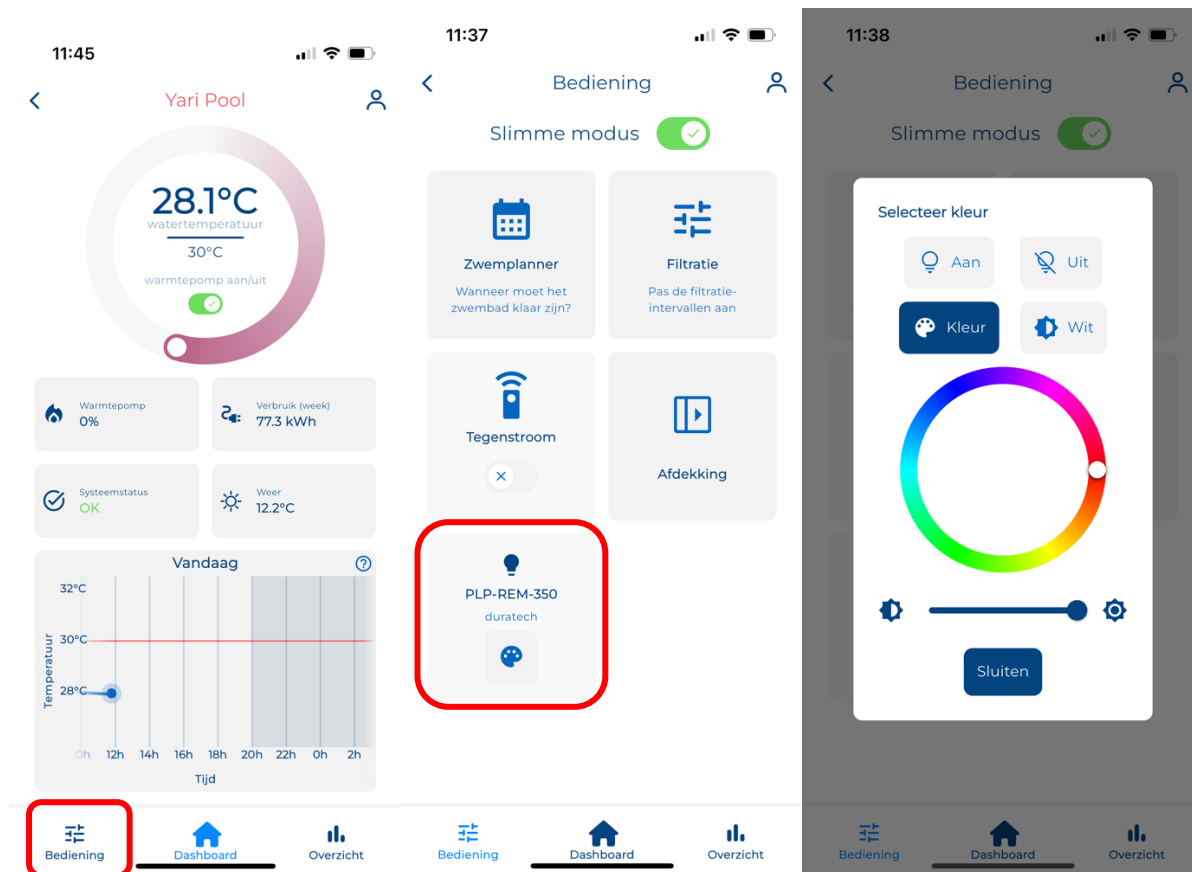 11:45
Yari Pool
28.1°C
watertemperatuur
30°C
warmtepomp aan/uit
Warmtepomp
0%
Verbruik (week)
77.3 kWh
Systeemstatus
OK
Weer
12.2°C
Vandaag
32°C
30°C
28°C
Temperatuur
0h 12h 14h 16h 18h 20h 22h 0h 2h
Tijd
Bediening
Dashboard
Overzicht
11:37
Bediening
Slimme modus
Zwemplanner
Wanneer moet het
zwembad klaar zijn?
Filtratie
Pas de filtratie-
intervallen aan
Tegenstroom
Afdekking
PLP-REM-350
duratech
Bediening
Dashboard
Overzicht
11:38
Bediening
Slimme modus
Selecteer kleur
Aan
Uit
Kleur
Wit
Sluiten
Bediening
Dashboard
Overzicht